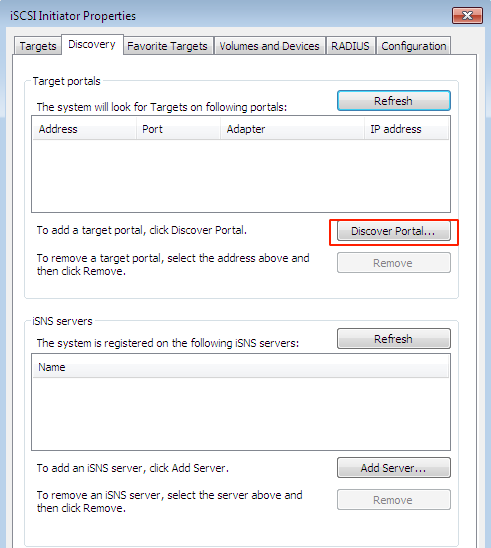 iSCSI Initiator Properties
Targets Discovery Favorite Targets Volumes and Devices RADIUS Configuration
Target portals
The system will look for Targets on following portals:
Refresh
Address Port Adapter IP address
To add a target portal, click Discover Portal.
Discover Portal...
To remove a target portal, select the address above and
then click Remove.
Remove
iSNS servers
The system is registered on the following iSNS servers:
Refresh
Name
To add an iSNS server, click Add Server.
Add Server...
To remove an iSNS server, select the server above and
then click Remove.
Remove